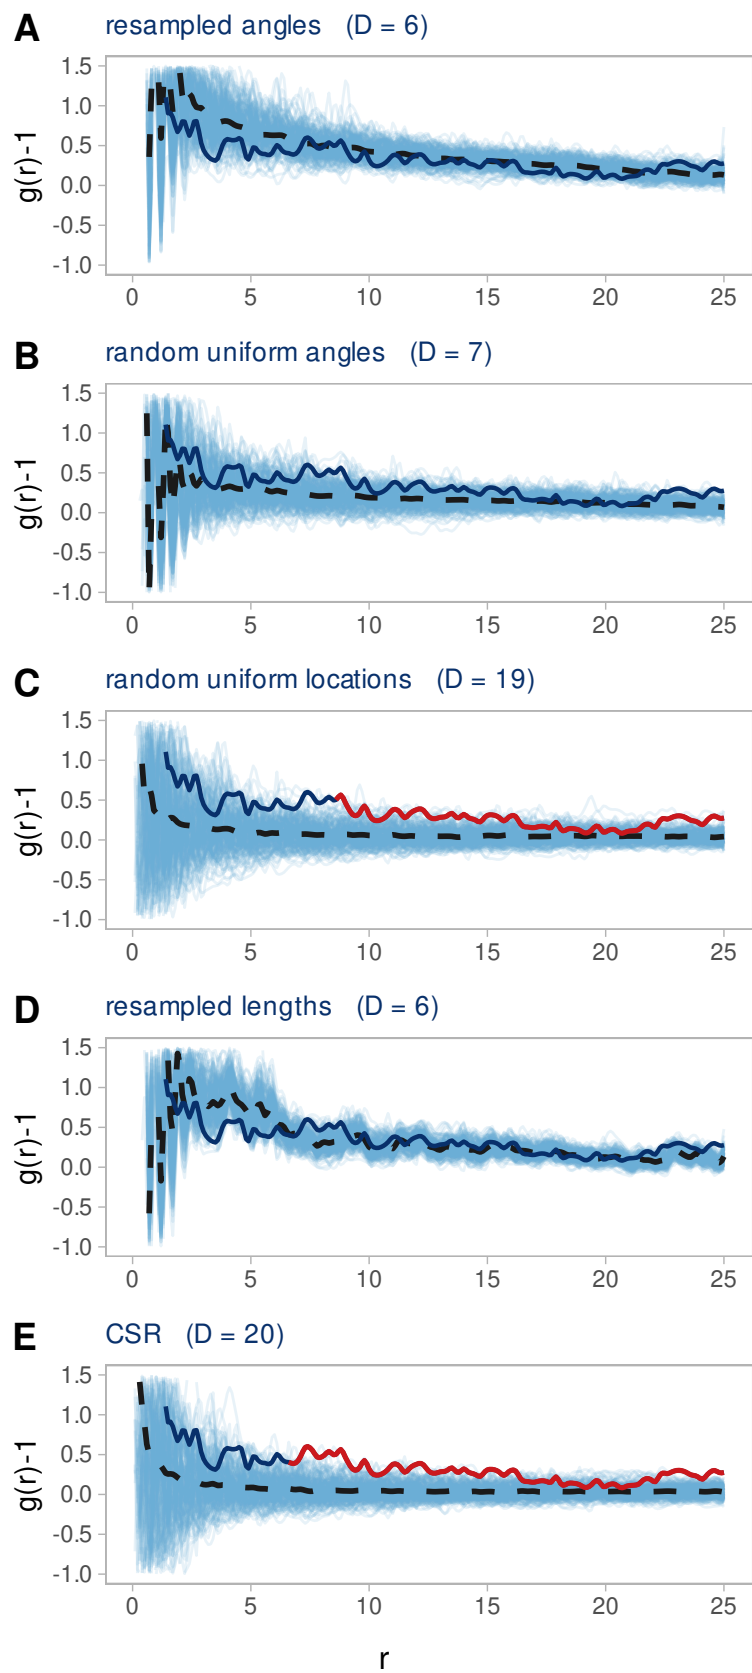 A resampled angles (D = 6)
1.5
1.0
0.5
0.0
-0.5
-1.0
g(r)-1
0 5 10 15 20 25
B random uniform angles (D = 7)
1.5
1.0
0.5
0.0
-0.5
-1.0
g(r)-1
0 5 10 15 20 25
C random uniform locations (D = 19)
1.5
1.0
0.5
0.0
-0.5
-1.0
g(r)-1
0 5 10 15 20 25
D resampled lengths (D = 6)
1.5
1.0
0.5
0.0
-0.5
-1.0
g(r)-1
0 5 10 15 20 25
E CSR (D = 20)
1.5
1.0
0.5
0.0
-0.5
-1.0
g(r)-1
0 5 10 15 20 25
r